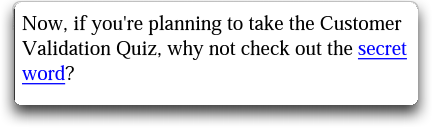 Now, if you're planning to take the Customer
Validation Quiz, why not check out the secret
word?